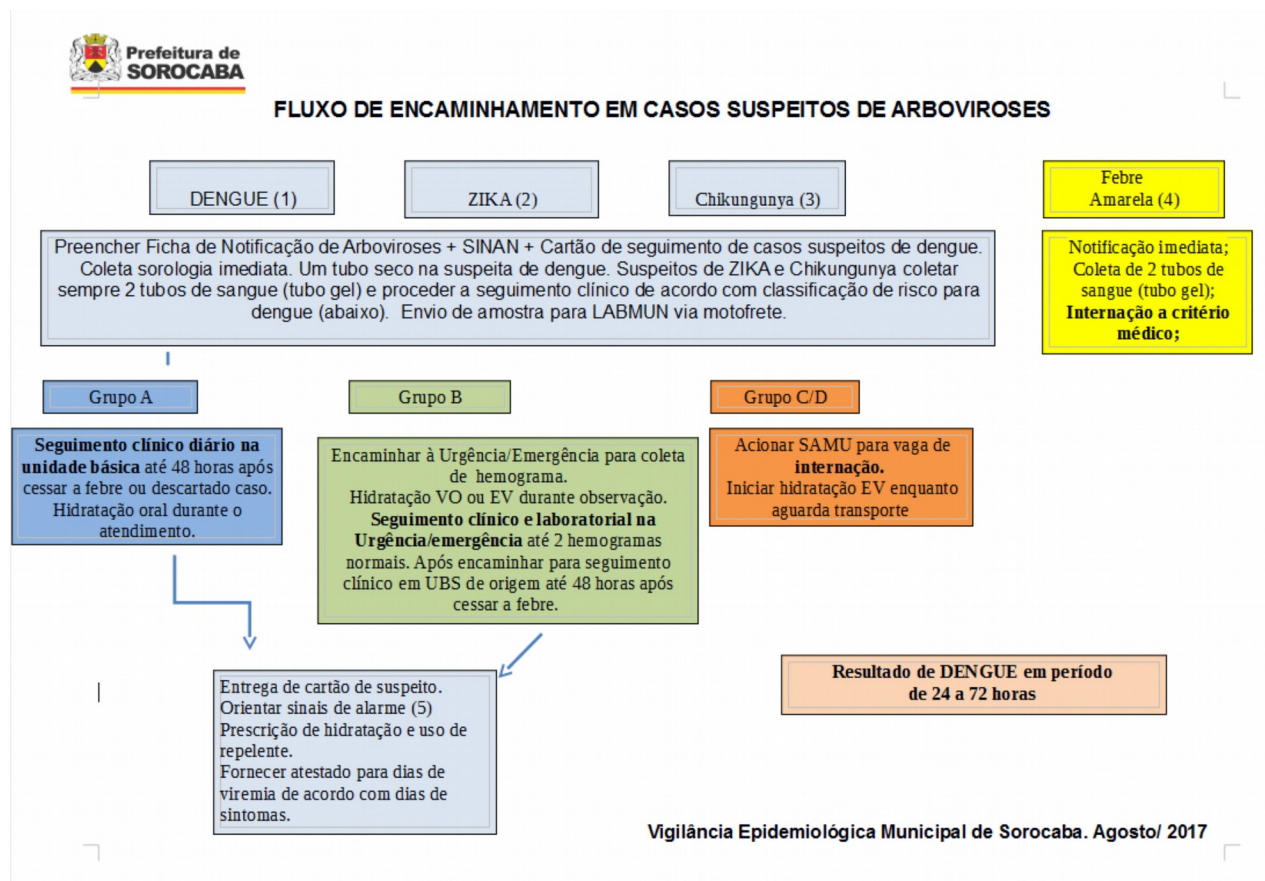 Prefeitura de
SOROCABA
FLUXO DE ENCAMINHAMENTO EM CASOS SUSPEITOS DE ARBOVIROSES
DENGUE (1)
ZIKA (2)
Chikungunya (3)
Febre
Amarela (4)
Preencher Ficha de Notificação de Arboviroses + SINAN + Cartão de seguimento de casos suspeitos de dengue.
Coleta sorologia imediata. Um tubo seco na suspeita de dengue. Suspeitos de ZIKA e Chikungunya coletar
sempre 2 tubos de sangue (tubo gel) e proceder a seguimento clínico de acordo com classificação de risco para
dengue (abaixo). Envio de amostra para LABMUN via motofrete.
Notificação imediata;
Coleta de 2 tubos de
sangue (tubo gel);
Internação a critério
médico;
Grupo A
Seguimento clínico diário na
unidade básica até 48 horas após
cessar a febre ou descartado caso.
Hidratação oral durante o
atendimento.
Grupo B
Encaminhar à Urgência/Emergência para coleta
de hemograma.
Hidratação VO ou EV durante observação.
Seguimento clínico e laboratorial na
Urgência/emergência até 2 hemogramas
normais. Após encaminhar para seguimento
clínico em UBS de origem até 48 horas após
cessar a febre.
Grupo C/D
Acionar SAMU para vaga de
internação.
Iniciar hidratação EV enquanto
aguarda transporte
Entrega de cartão de suspeito.
Orientar sinais de alarme (5)
Prescrição de hidratação e uso de
repelente.
Fornecer atestado para dias de
viremia de acordo com dias de
sintomas.
Resultado de DENGUE em período
de 24 a 72 horas
Vigilância Epidemiológica Municipal de Sorocaba. Agosto/ 2017